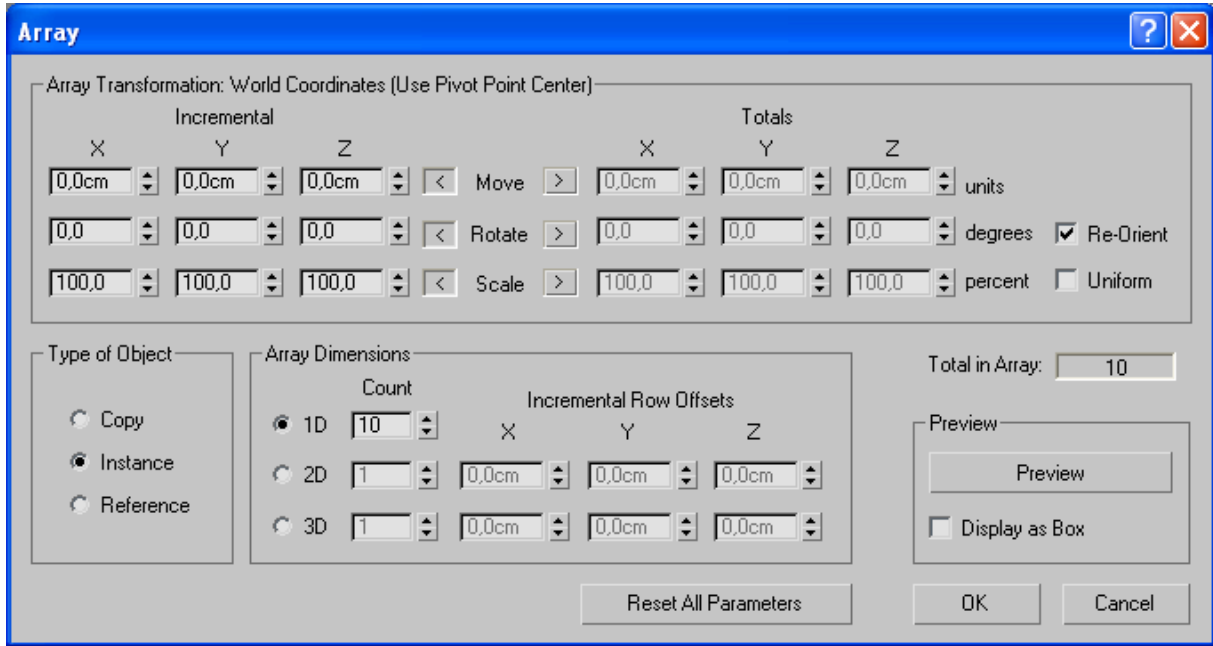 Array
Array Transformation: World Coordinates (Use Pivot Point Center)
Incremental Totals
X Y Z X Y Z
0,0cm 0,0cm 0,0cm < Move > 0,0cm 0,0cm 0,0cm units
0,0 0,0 0,0 < Rotate > 0,0 0,0 0,0 degrees Re-Orient
100,0 100,0 100,0 < Scale > 100,0 100,0 100,0 percent Uniform
Type of Object
Copy
Instance
Reference
Array Dimensions
Count
Incremental Row Offsets
1D 10 X Y Z
2D 1 0,0cm 0,0cm 0,0cm
3D 1 0,0cm 0,0cm 0,0cm
Total in Array: 10
Preview
Preview
Display as Box
Reset All Parameters OK Cancel